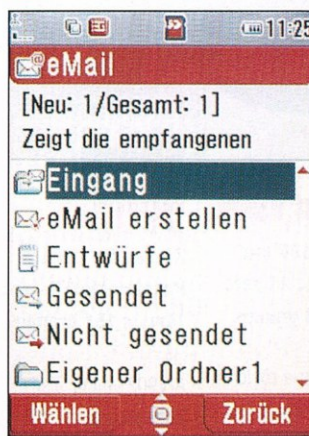 11:25
eMail
[Neu: 1/Gesamt: 1]
Zeigt die empfangenen
Eingang
eMail erstellen
Entwürfe
Gesendet
Nicht gesendet
Eigener Ordner1
Wählen Zurück